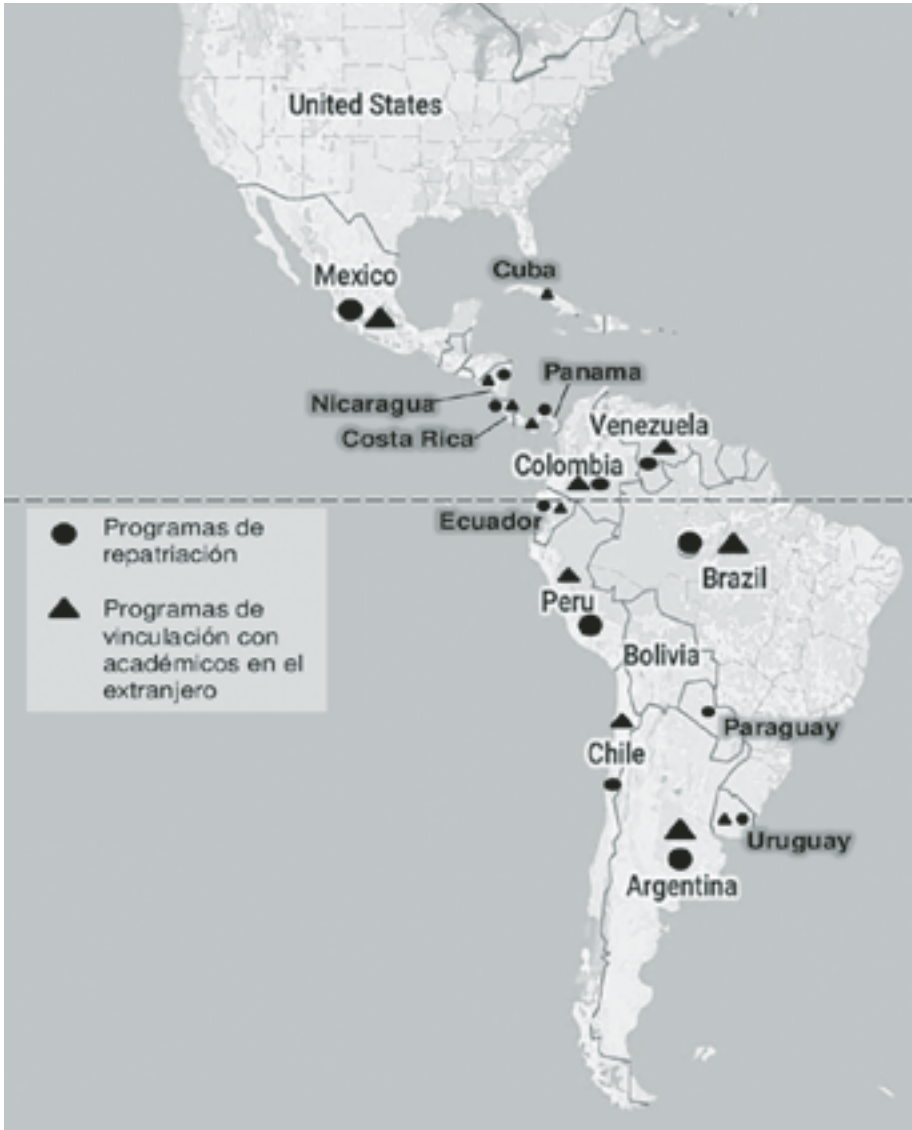 United States
Mexico
Cuba
Panama
Nicaragua
Costa Rica
Venezuela
Colombia
Ecuador
Programas de
repatriación
Programas de
vinculación con
académicos en el
extranjero
Brazil
Peru
Bolivia
Paraguay
Chile
Uruguay
Argentina